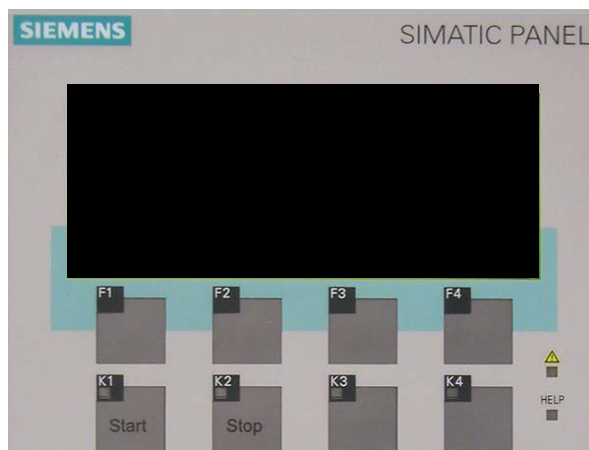 SIEMENS
SIMATIC PANEL
F1 F2 F3 F4
K1 K2 K3 K4
Start Stop
HELP